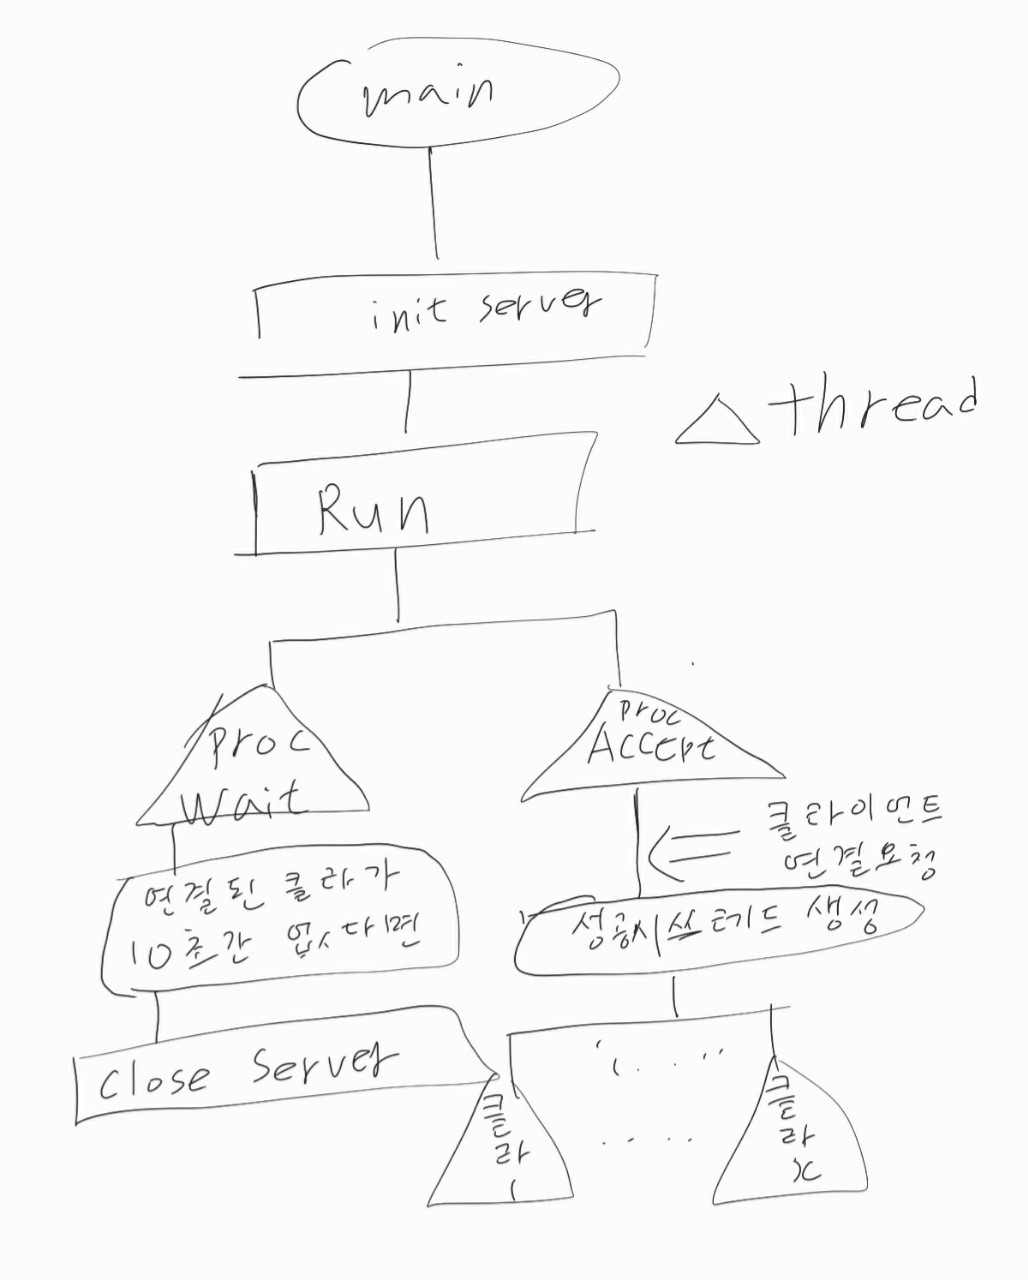 main
init server
thread
Run
proc
wait
proc
Accept
클라이언트
연결요청
연결된 클라가
10초간 없다면
성공시 쓰레드 생성
close server
클라
1
클라
x